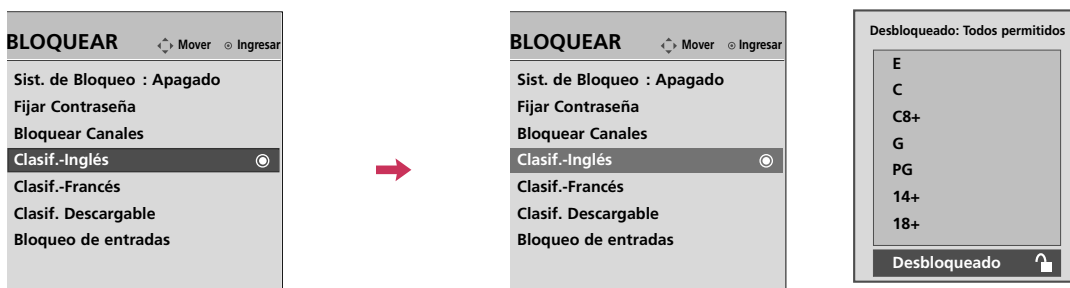 BLOQUEAR Mover Ingresar
Sist. de Bloqueo : Apagado
Fijar Contraseña
Bloquear Canales
Clasif.-Inglés
Clasif.-Francés
Clasif. Descargable
Bloqueo de entradas
BLOQUEAR Mover Ingresar
Sist. de Bloqueo : Apagado
Fijar Contraseña
Bloquear Canales
Clasif.-Inglés
Clasif.-Francés
Clasif. Descargable
Bloqueo de entradas
Desbloqueado: Todos permitidos
E
C
C8+
G
PG
14+
18+
Desbloqueado